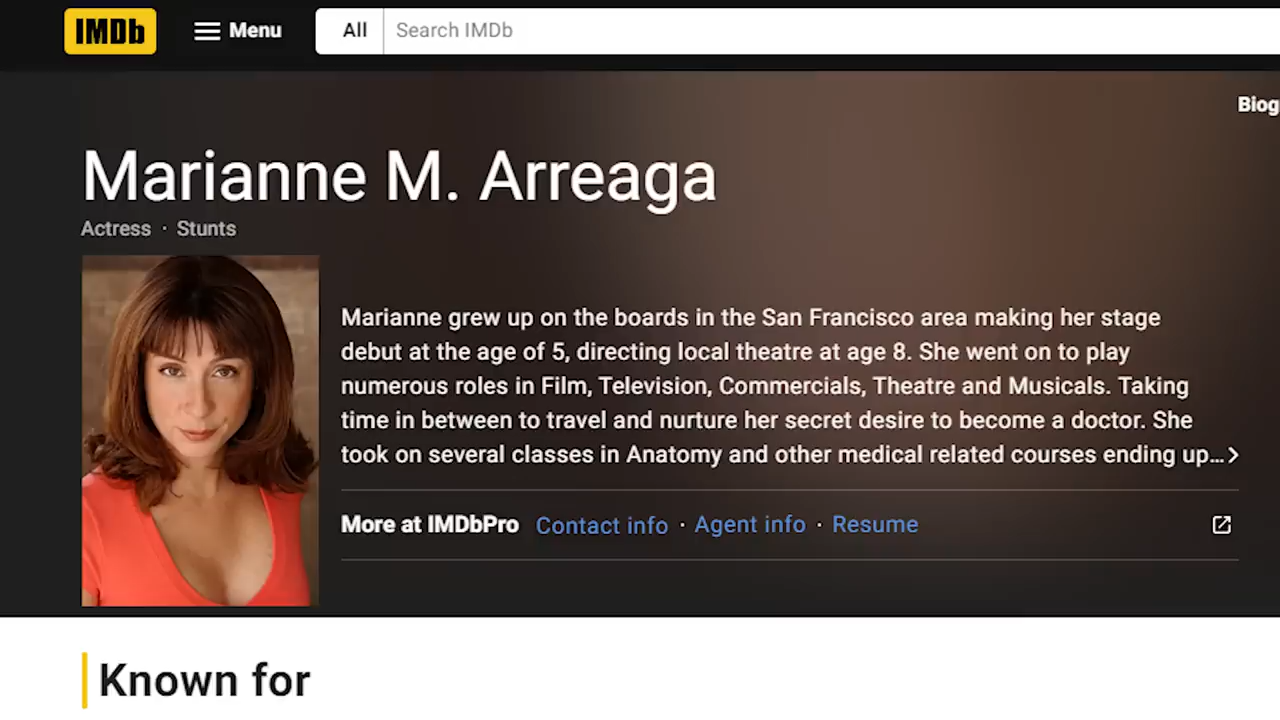 IMDb Menu All Search IMDb
Biog
Marianne M. Arreaga
Actress · Stunts
Marianne grew up on the boards in the San Francisco area making her stage
debut at the age of 5, directing local theatre at age 8. She went on to play
numerous roles in Film, Television, Commercials, Theatre and Musicals. Taking
time in between to travel and nurture her secret desire to become a doctor. She
took on several classes in Anatomy and other medical related courses ending up...
More at IMDbPro Contact info · Agent info · Resume
Known for